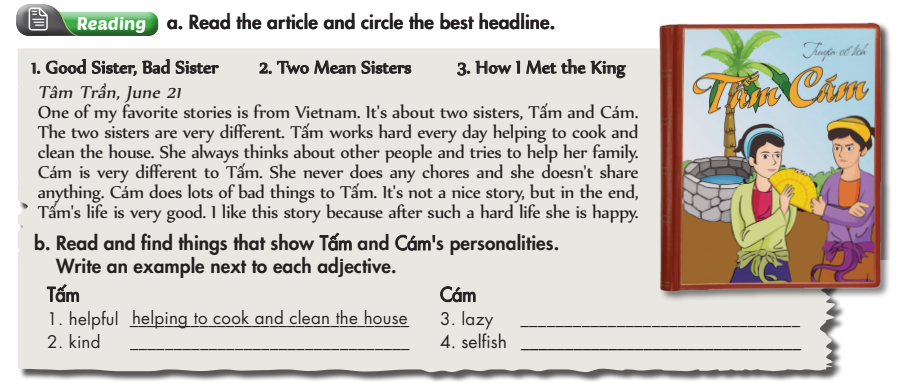 Reading a. Read the article and circle the best headline.
1. Good Sister, Bad Sister 2. Two Mean Sisters 3. How I Met the King
Tâm Trần, June 21
One of my favorite stories is from Vietnam. It's about two sisters, Tấm and Cám.
The two sisters are very different. Tấm works hard every day helping to cook and
clean the house. She always thinks about other people and tries to help her family.
Cám is very different to Tấm. She never does any chores and she doesn't share
anything. Cám does lots of bad things to Tấm. It's not a nice story, but in the end,
Tấm's life is very good. I like this story because after such a hard life she is happy.
Truyện cổ tích
Tấm Cám
b. Read and find things that show Tấm and Cám's personalities.
Write an example next to each adjective.
Tấm Cám
1. helpful helping to cook and clean the house 3. lazy ______________________________
2. kind ______________________________ 4. selfish ______________________________